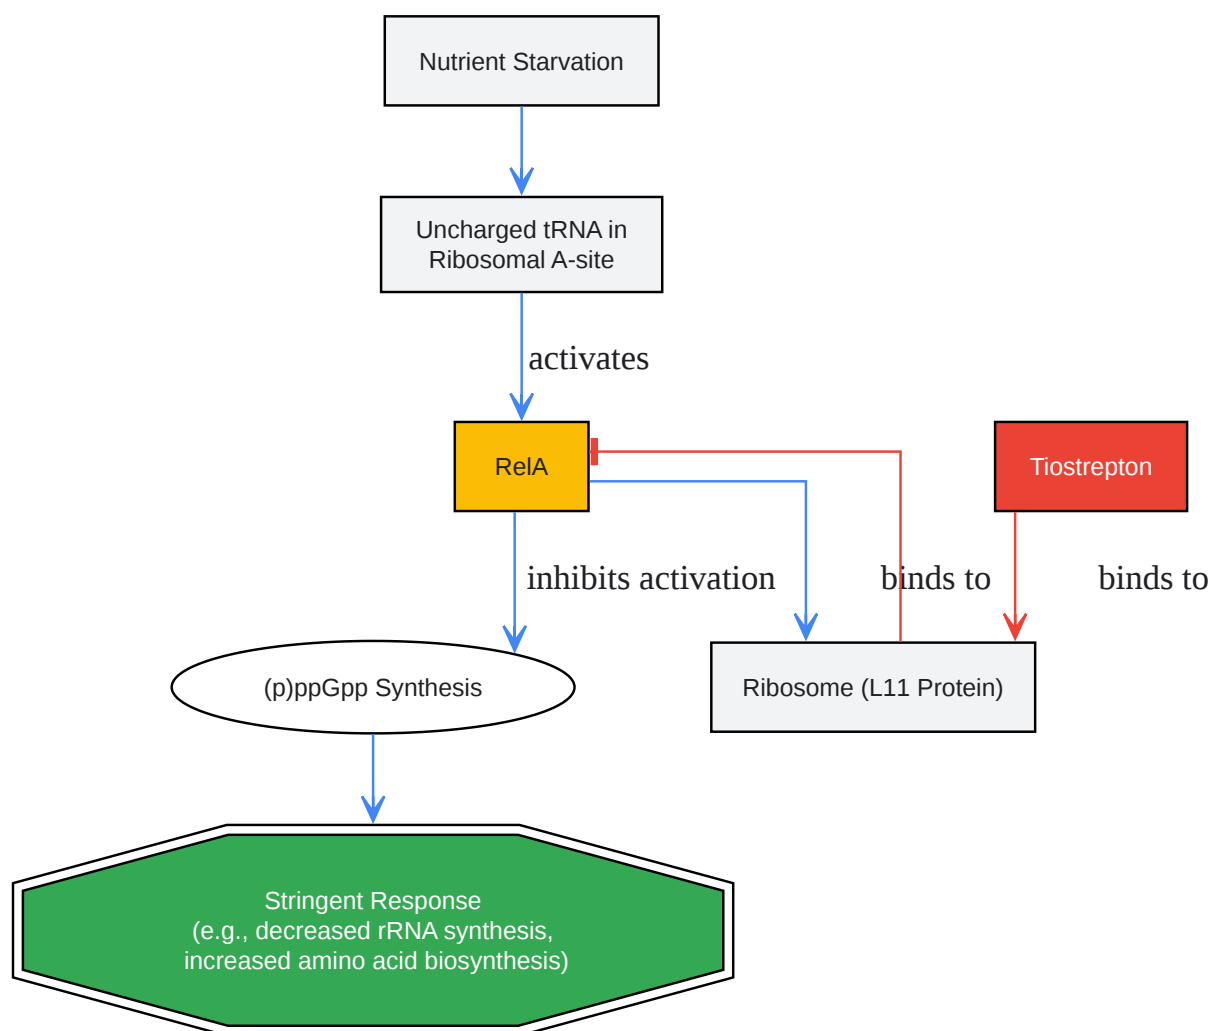 Nutrient Starvation
Uncharged tRNA in
Ribosomal A-site
activates
RelA
Tiostrepton
inhibits activation
binds to
binds to
(p)ppGpp Synthesis
Ribosome (L11 Protein)
Stringent Response
(e.g., decreased rRNA synthesis,
increased amino acid biosynthesis)